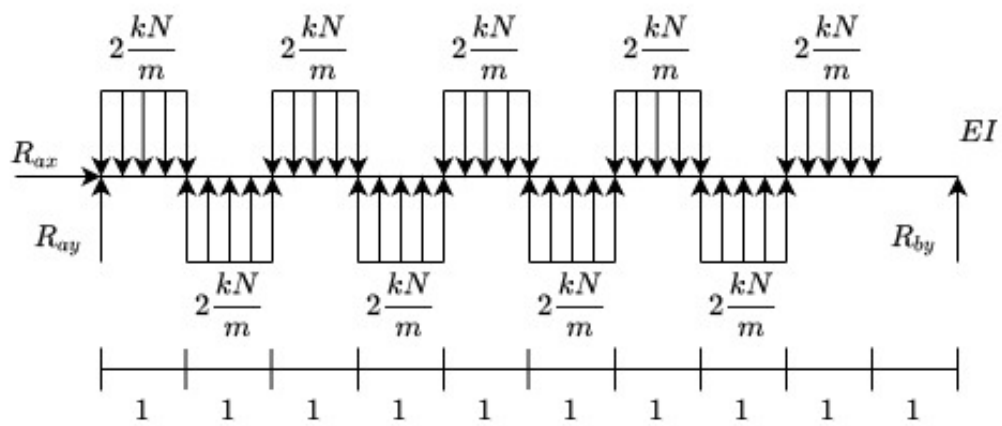 2 kN/m 2 kN/m 2 kN/m 2 kN/m 2 kN/m
EI
R_ax
R_ay R_by
2 kN/m 2 kN/m 2 kN/m 2 kN/m
1 1 1 1 1 1 1 1 1 1